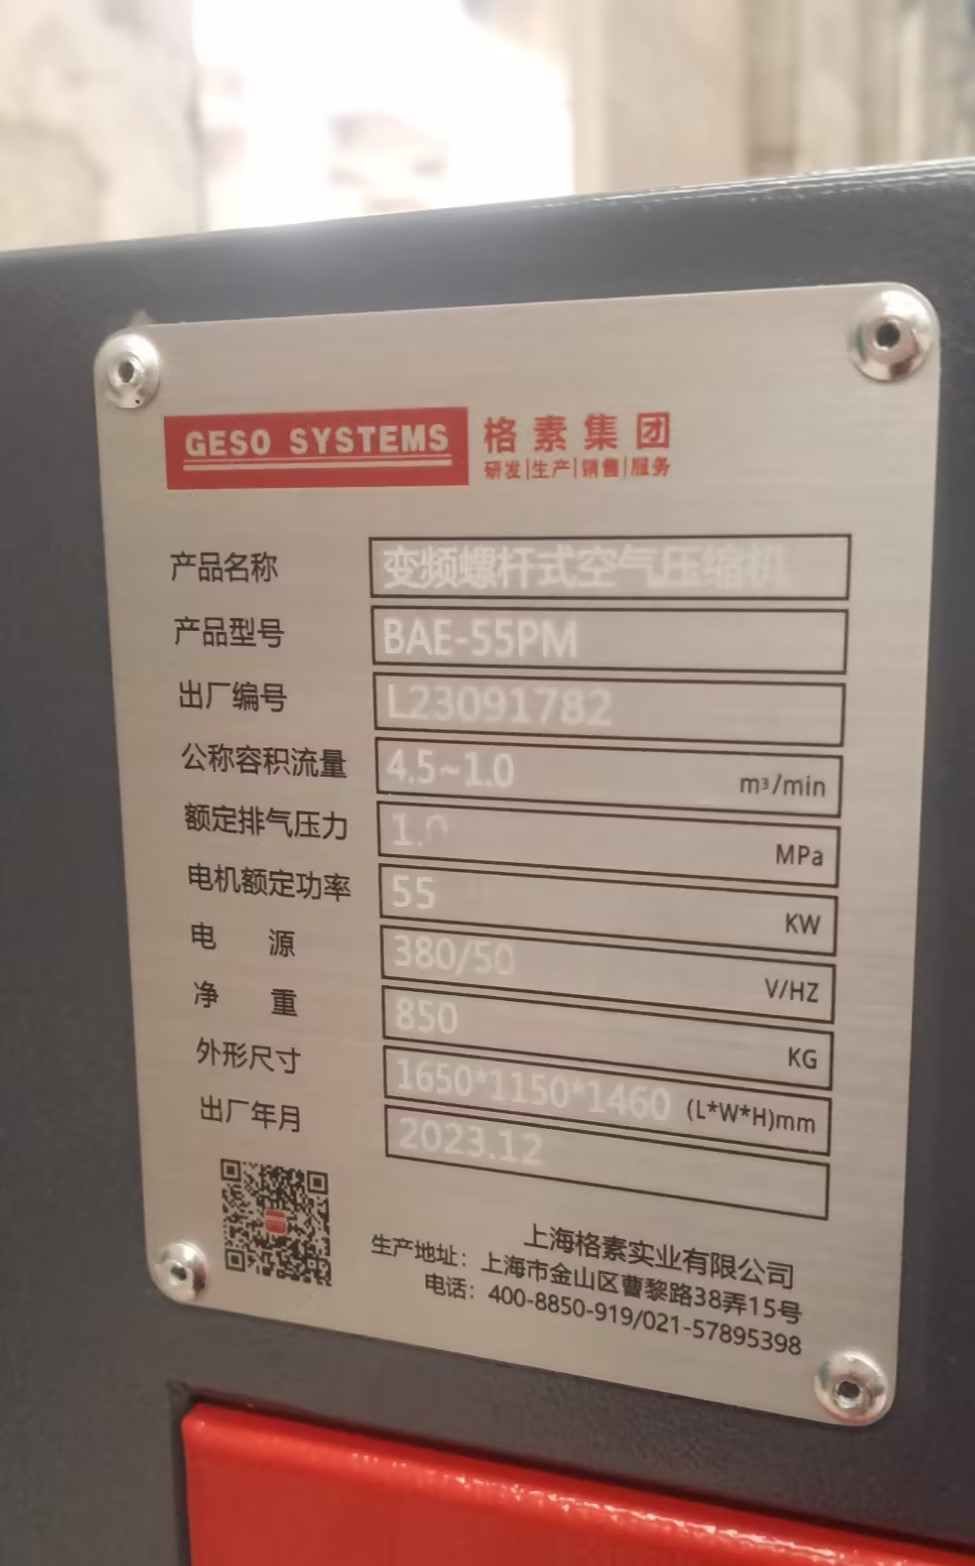 GESO SYSTEMS 格素集团
研发|生产|销售|服务
产品名称 变频螺杆式空气压缩机
产品型号 BAE-55PM
出厂编号 L23091782
公称容积流量 4.5~1.0 m³/min
额定排气压力 1.0 MPa
电机额定功率 55 KW
电 源 380/50 V/HZ
净 重 850 KG
外形尺寸 1650*1150*1460 (L*W*H)mm
出厂年月 2023.12
上海格素实业有限公司
生产地址：上海市金山区曹黎路38弄15号
电话：400-8850-919/021-57895398